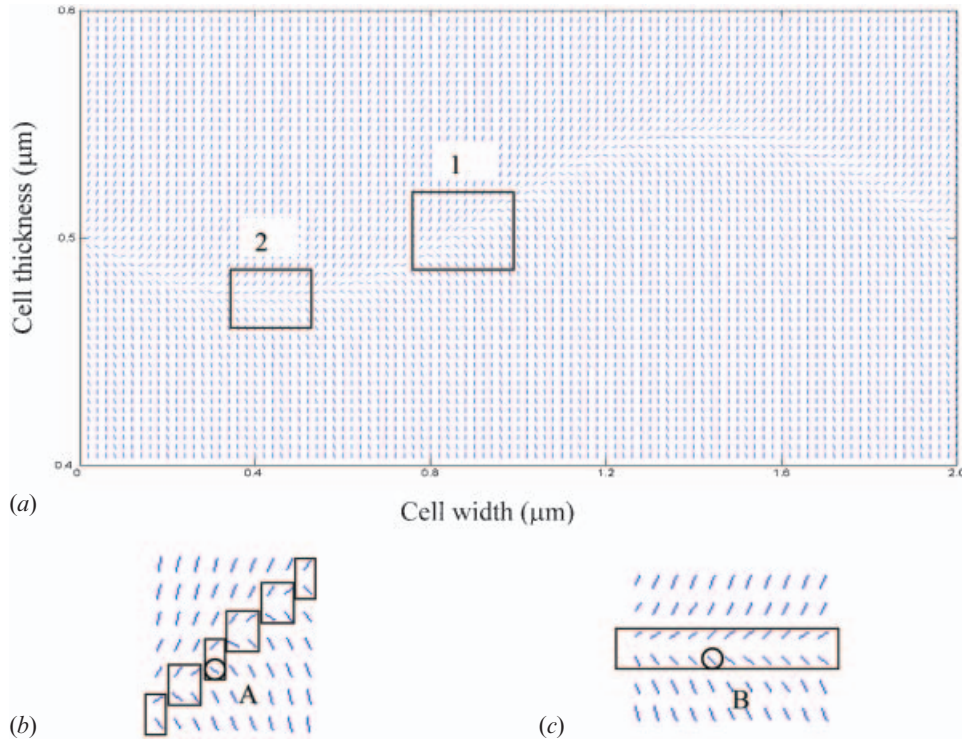 0.6
1
Cell thickness (μm)
2
0.5
0.4
0
0.4
0.8
1.2
1.6
2.0
(a)
Cell width (μm)
A
B
(b)
(c)